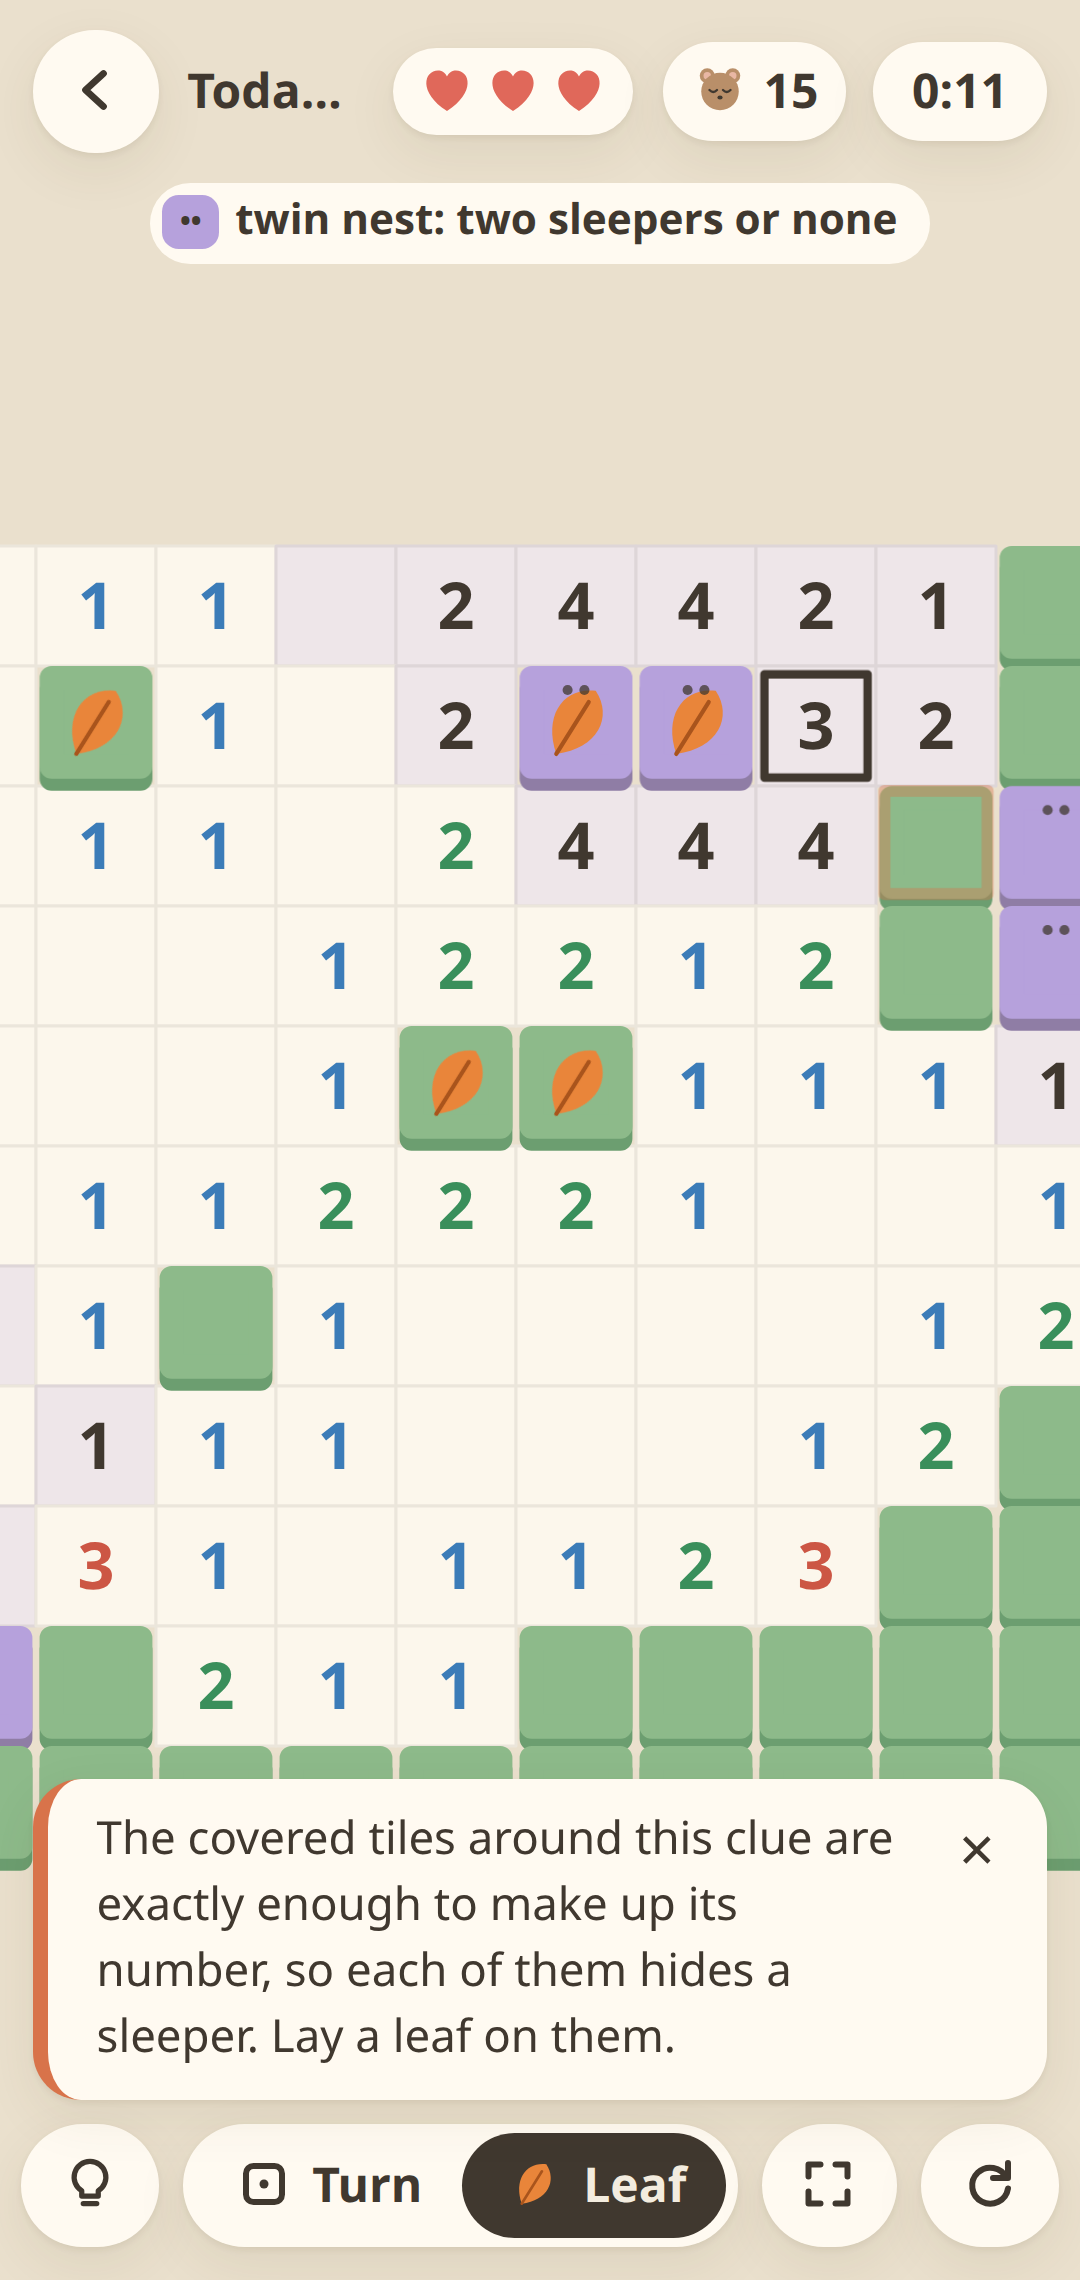 Toda...
15
0:11
twin nest: two sleepers or none
1 1 2 4 4 2 1
1 2 3 2
1 1 2 4 4 4
1 2 2 1 2
1 1 1 1 1
1 1 2 2 2 1 1
1 1 1 2
1 1 1 1 2
3 1 1 1 2 3
2 1 1
The covered tiles around this clue are
exactly enough to make up its
number, so each of them hides a
sleeper. Lay a leaf on them.
Turn
Leaf